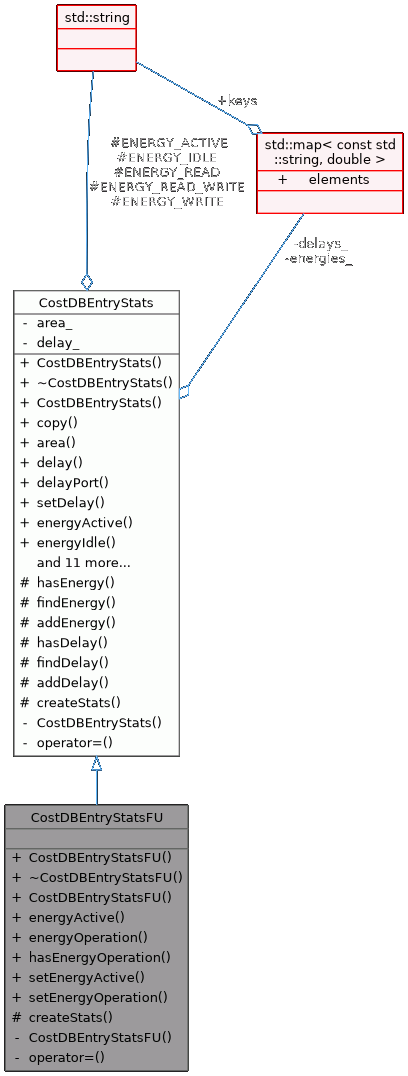 std::string
+keys
#ENERGY_ACTIVE
#ENERGY_IDLE
#ENERGY_READ
#ENERGY_READ_WRITE
#ENERGY_WRITE
std::map< const std
::string, double >
+ elements
-delays_
-energies_
CostDBEntryStats
- area_
- delay_
+ CostDBEntryStats()
+ ~CostDBEntryStats()
+ CostDBEntryStats()
+ copy()
+ area()
+ delay()
+ delayPort()
+ setDelay()
+ energyActive()
+ energyIdle()
and 11 more...
# hasEnergy()
# findEnergy()
# addEnergy()
# hasDelay()
# findDelay()
# addDelay()
# createStats()
- CostDBEntryStats()
- operator=()
CostDBEntryStatsFU
+ CostDBEntryStatsFU()
+ ~CostDBEntryStatsFU()
+ CostDBEntryStatsFU()
+ energyActive()
+ energyOperation()
+ hasEnergyOperation()
+ setEnergyActive()
+ setEnergyOperation()
# createStats()
- CostDBEntryStatsFU()
- operator=()